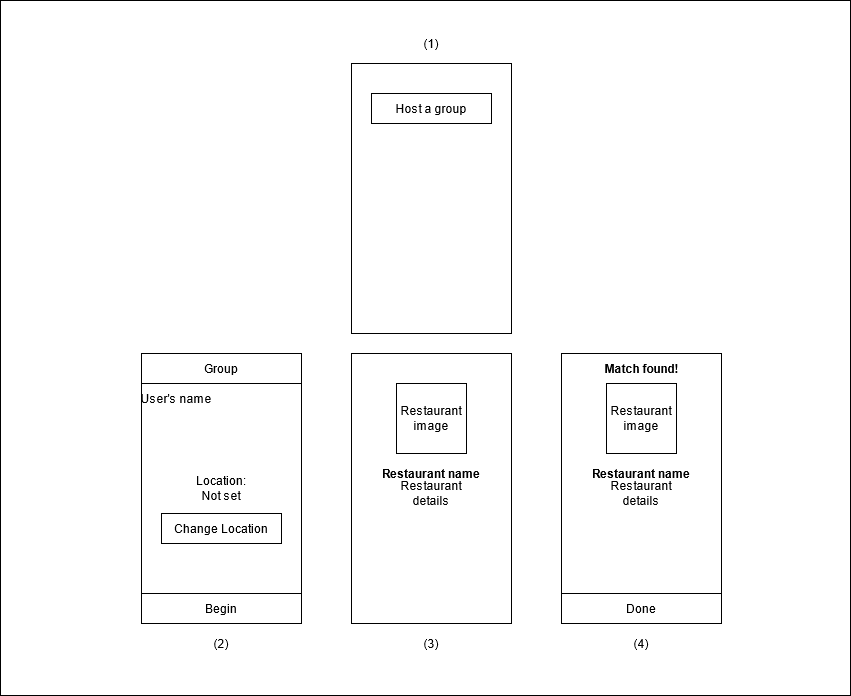 (1)
Host a group
Group
User's name
Location:
Not set
Change Location
Begin
(2)
Restaurant
image
Restaurant name
Restaurant
details
(3)
Match found!
Restaurant
image
Restaurant name
Restaurant
details
Done
(4)